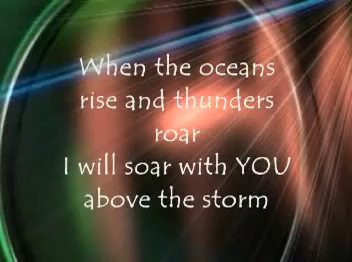 When the oceans
rise and thunders
roar
I will soar with YOU
above the storm